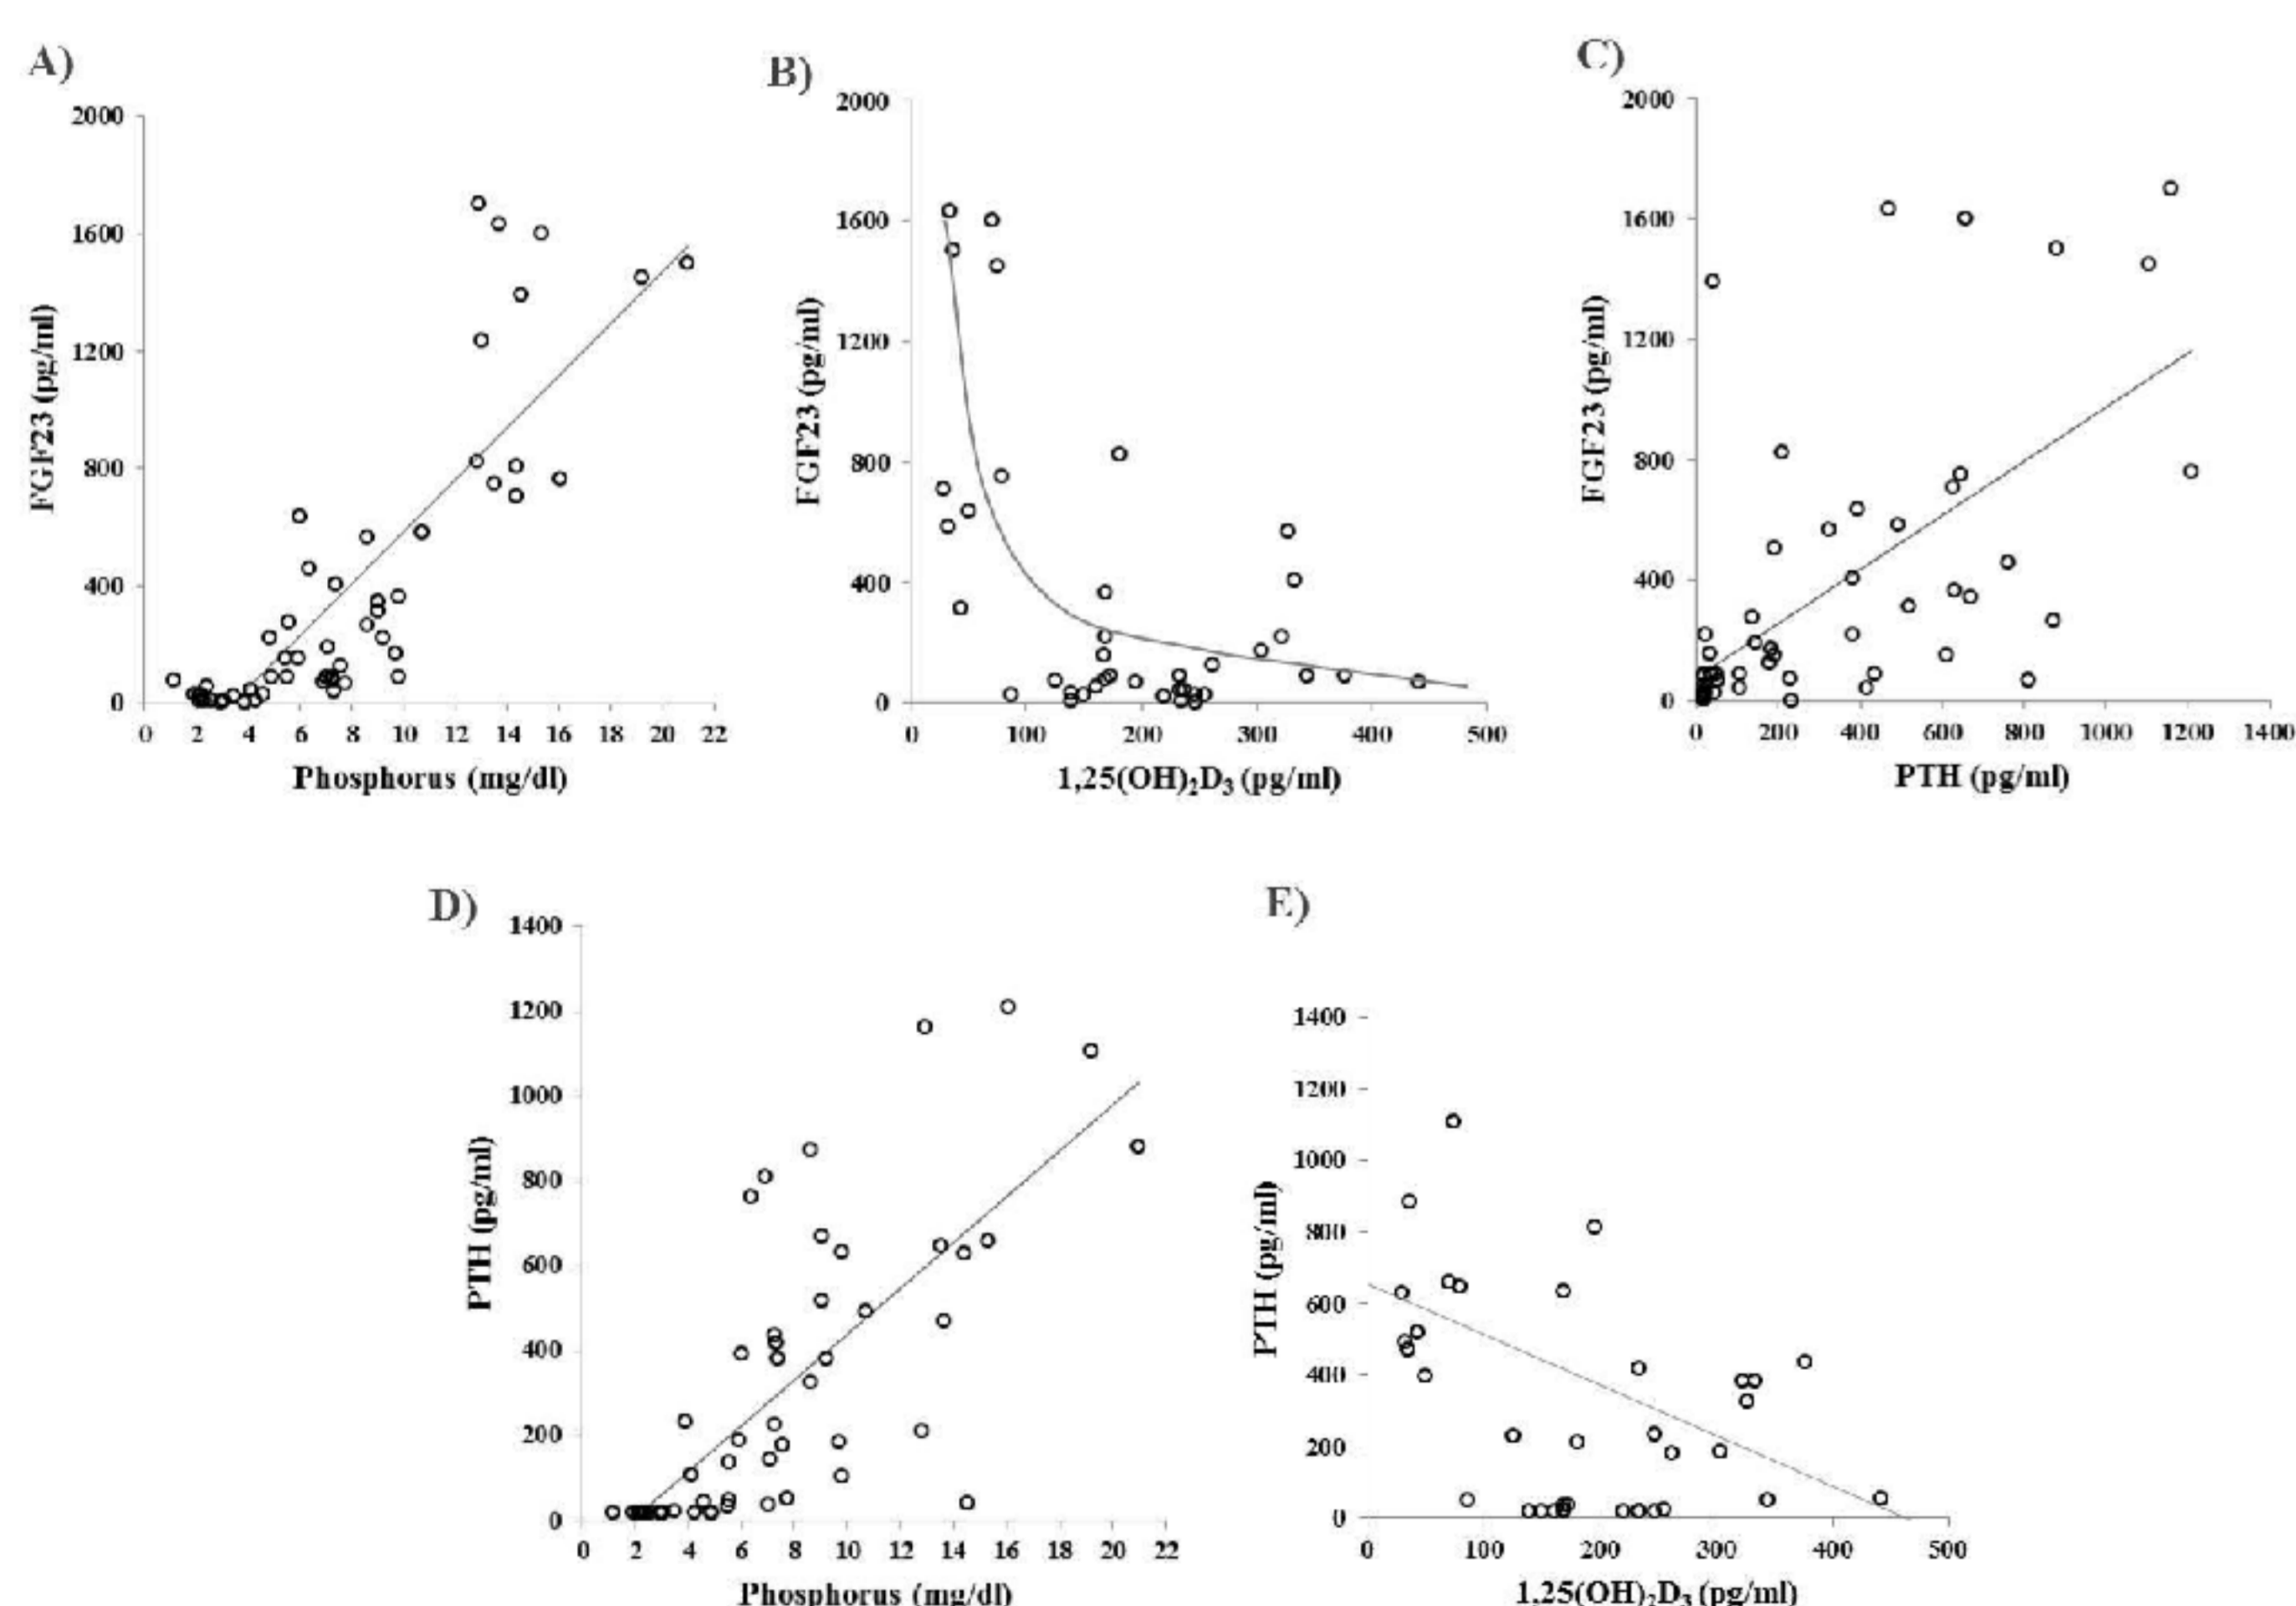 A)
2000
1600
1200
800
400
0
FGF23 (pg/ml)
0 2 4 6 8 10 12 14 16 18 20 22
Phosphorus (mg/dl)
B)
2000
1600
1200
800
400
0
FGF23 (pg/ml)
0 100 200 300 400 500
1,25(OH)₂D₃ (pg/ml)
C)
2000
1600
1200
800
400
0
FGF23 (pg/ml)
0 200 400 600 800 1000 1200 1400
PTH (pg/ml)
D)
1400
1200
1000
800
600
400
200
0
PTH (pg/ml)
0 2 4 6 8 10 12 14 16 18 20 22
Phosphorus (mg/dl)
E)
1400
1200
1000
800
600
400
200
0
PTH (pg/ml)
0 100 200 300 400 500
1,25(OH)₂D₃ (pg/ml)